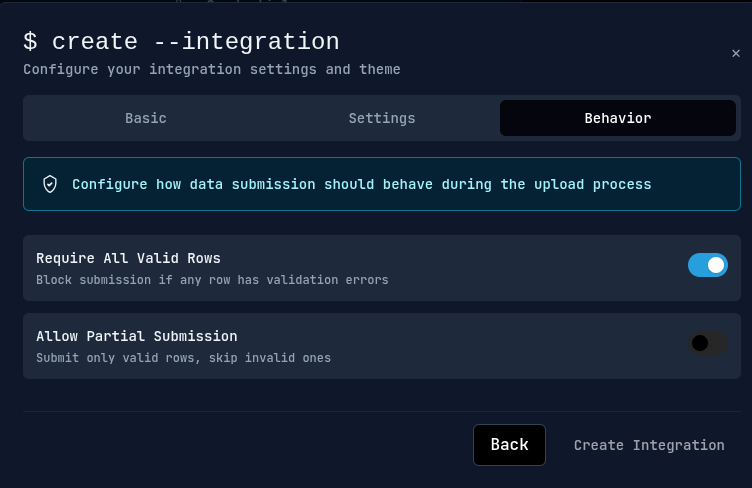 $ create --integration
×
Configure your integration settings and theme
Basic Settings Behavior
Configure how data submission should behave during the upload process
Require All Valid Rows
Block submission if any row has validation errors
Allow Partial Submission
Submit only valid rows, skip invalid ones
Back Create Integration